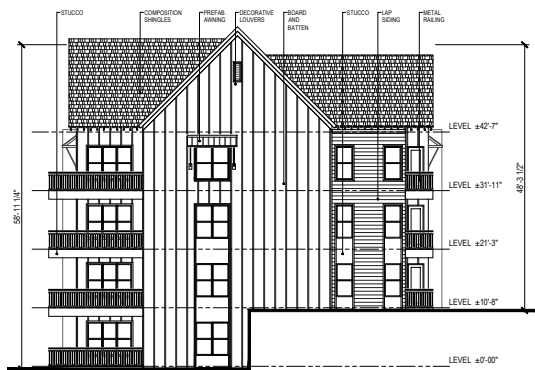 STUCCO
COMPOSITION
SHINGLES
PREFAB.
AWNING
DECORATIVE
LOUVERS
BOARD
AND
BATTEN
STUCCO
LAP
SIDING
METAL
RAILING
LEVEL ±42'-7"
LEVEL ±31'-11"
LEVEL ±21'-3"
LEVEL ±10'-8"
LEVEL ±0'-00"
58'-11 1/4"
48'-3 1/2"